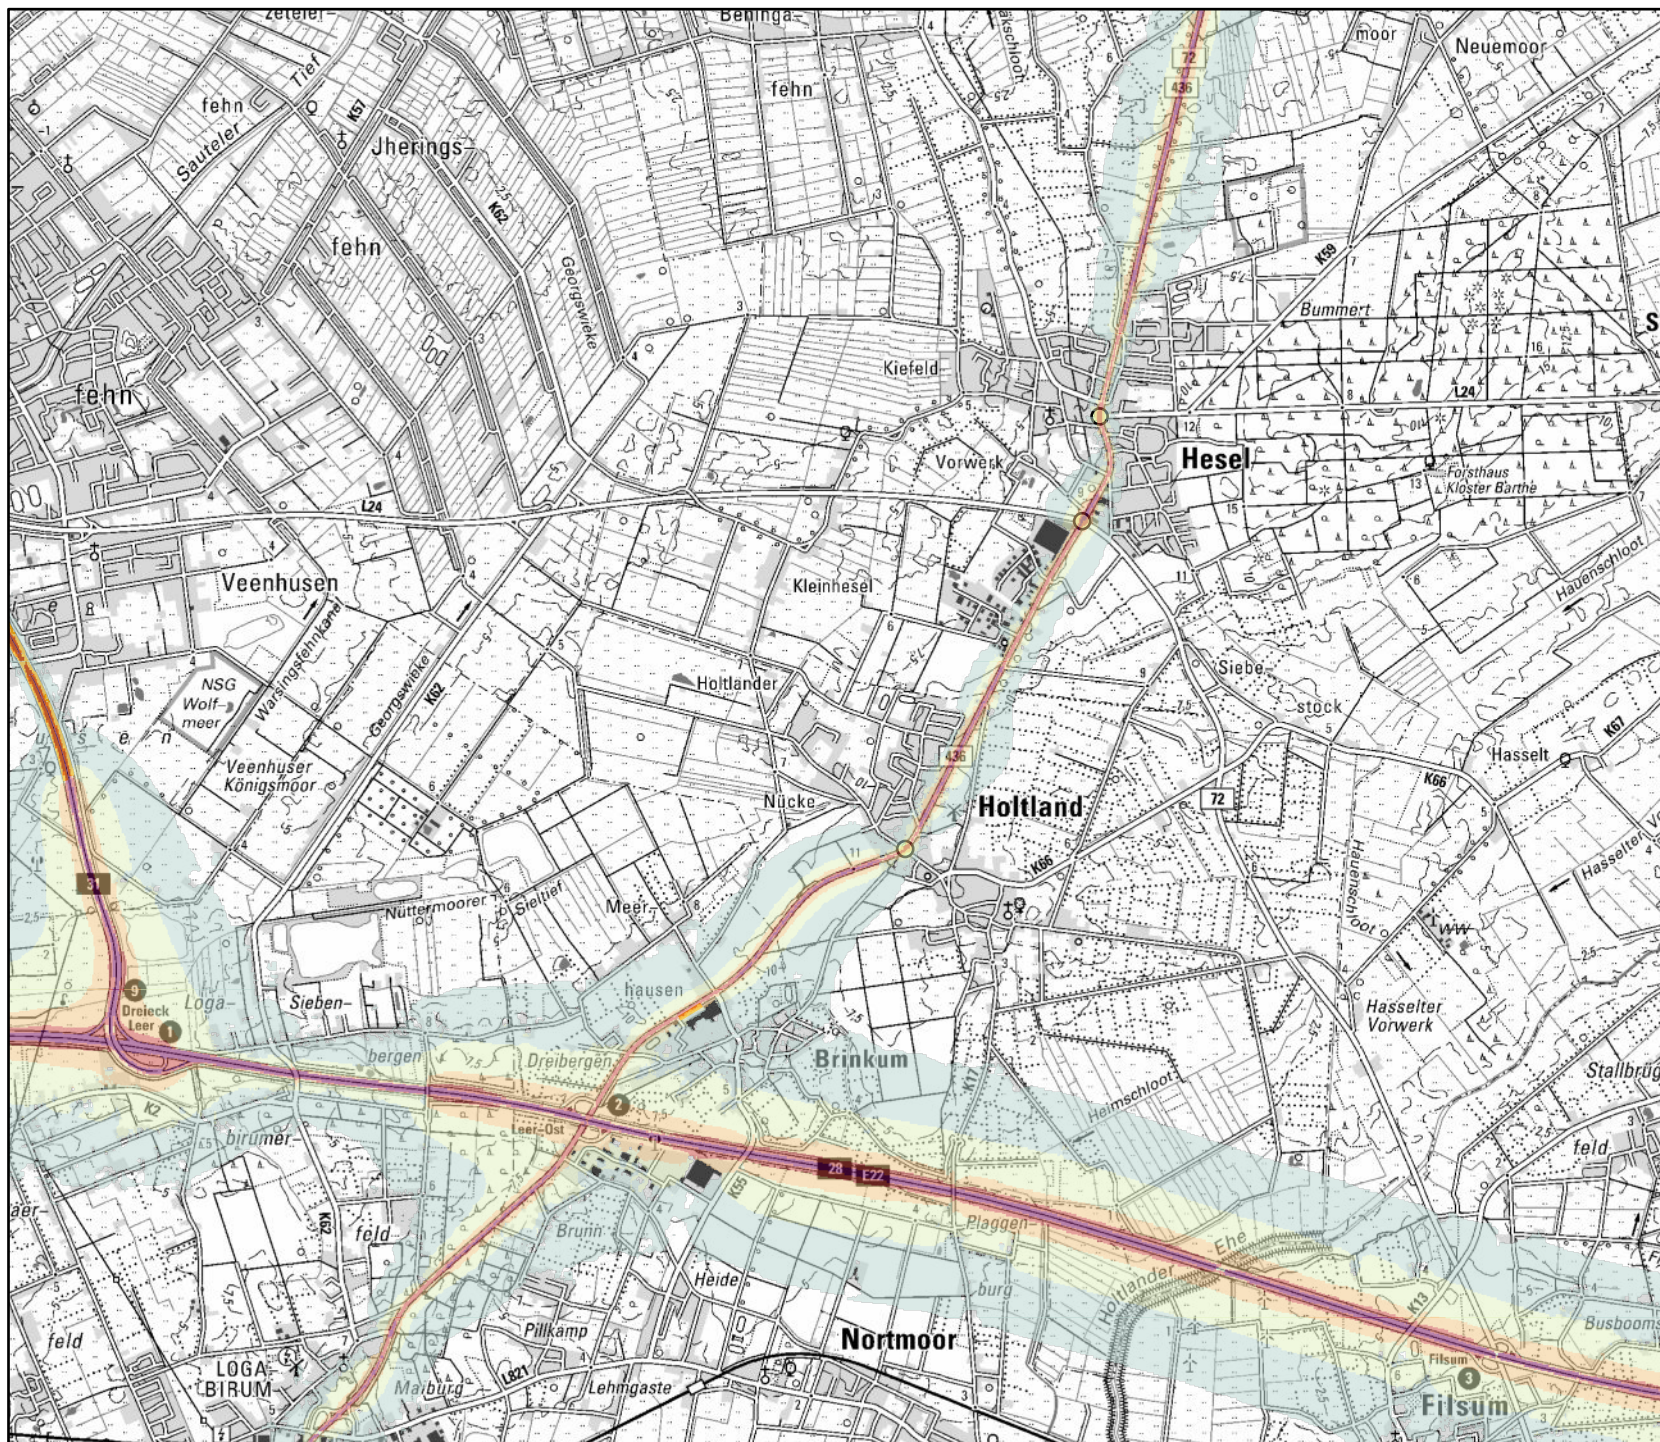 zeteler-
Beninga-
72
436
moor
Neuemoor
Tief
fehn
K57
fehn
Sauteler
Jherings-
K62
fehn
Georgswieke
K59
Bummert
S
Kiefeld
fehn
L24
Vorwerk
Hesel
Forsthaus
Kloster Barthe
L24
Veenhusen
Kleinhesel
Hauenschloot
NSG
Wolf-
meer
Warsingsfehnkanal
Georgswieke
K62
Holtlander
Siebe-
stock
Hasselt
K67
K66
Veenhuser
Königsmoor
436
Nücke
Holtland
72
Hasselter
31
K66
Hauenschloot
Nüttermoorer
Sieltief
Meer-
WW
hausen
Loga-
Sieben-
9
Dreieck
Leer
1
Hasselter
Vorwerk
bergen
Dreibergen
Brinkum
K17
Heimschloot
Stallbrüg
K2
2
Leer-Ost
birumer-
feld
28
E22
K55
aer-
K62
feld
Brunn
Plaggen-
burg
Ehe
Holtlander
Heide
K13
Busbooms
feld
Pillkamp
Nortmoor
Filsum
3
LOGA-
BIRUM
Maiburg
L821
Lehmgaste
Filsum